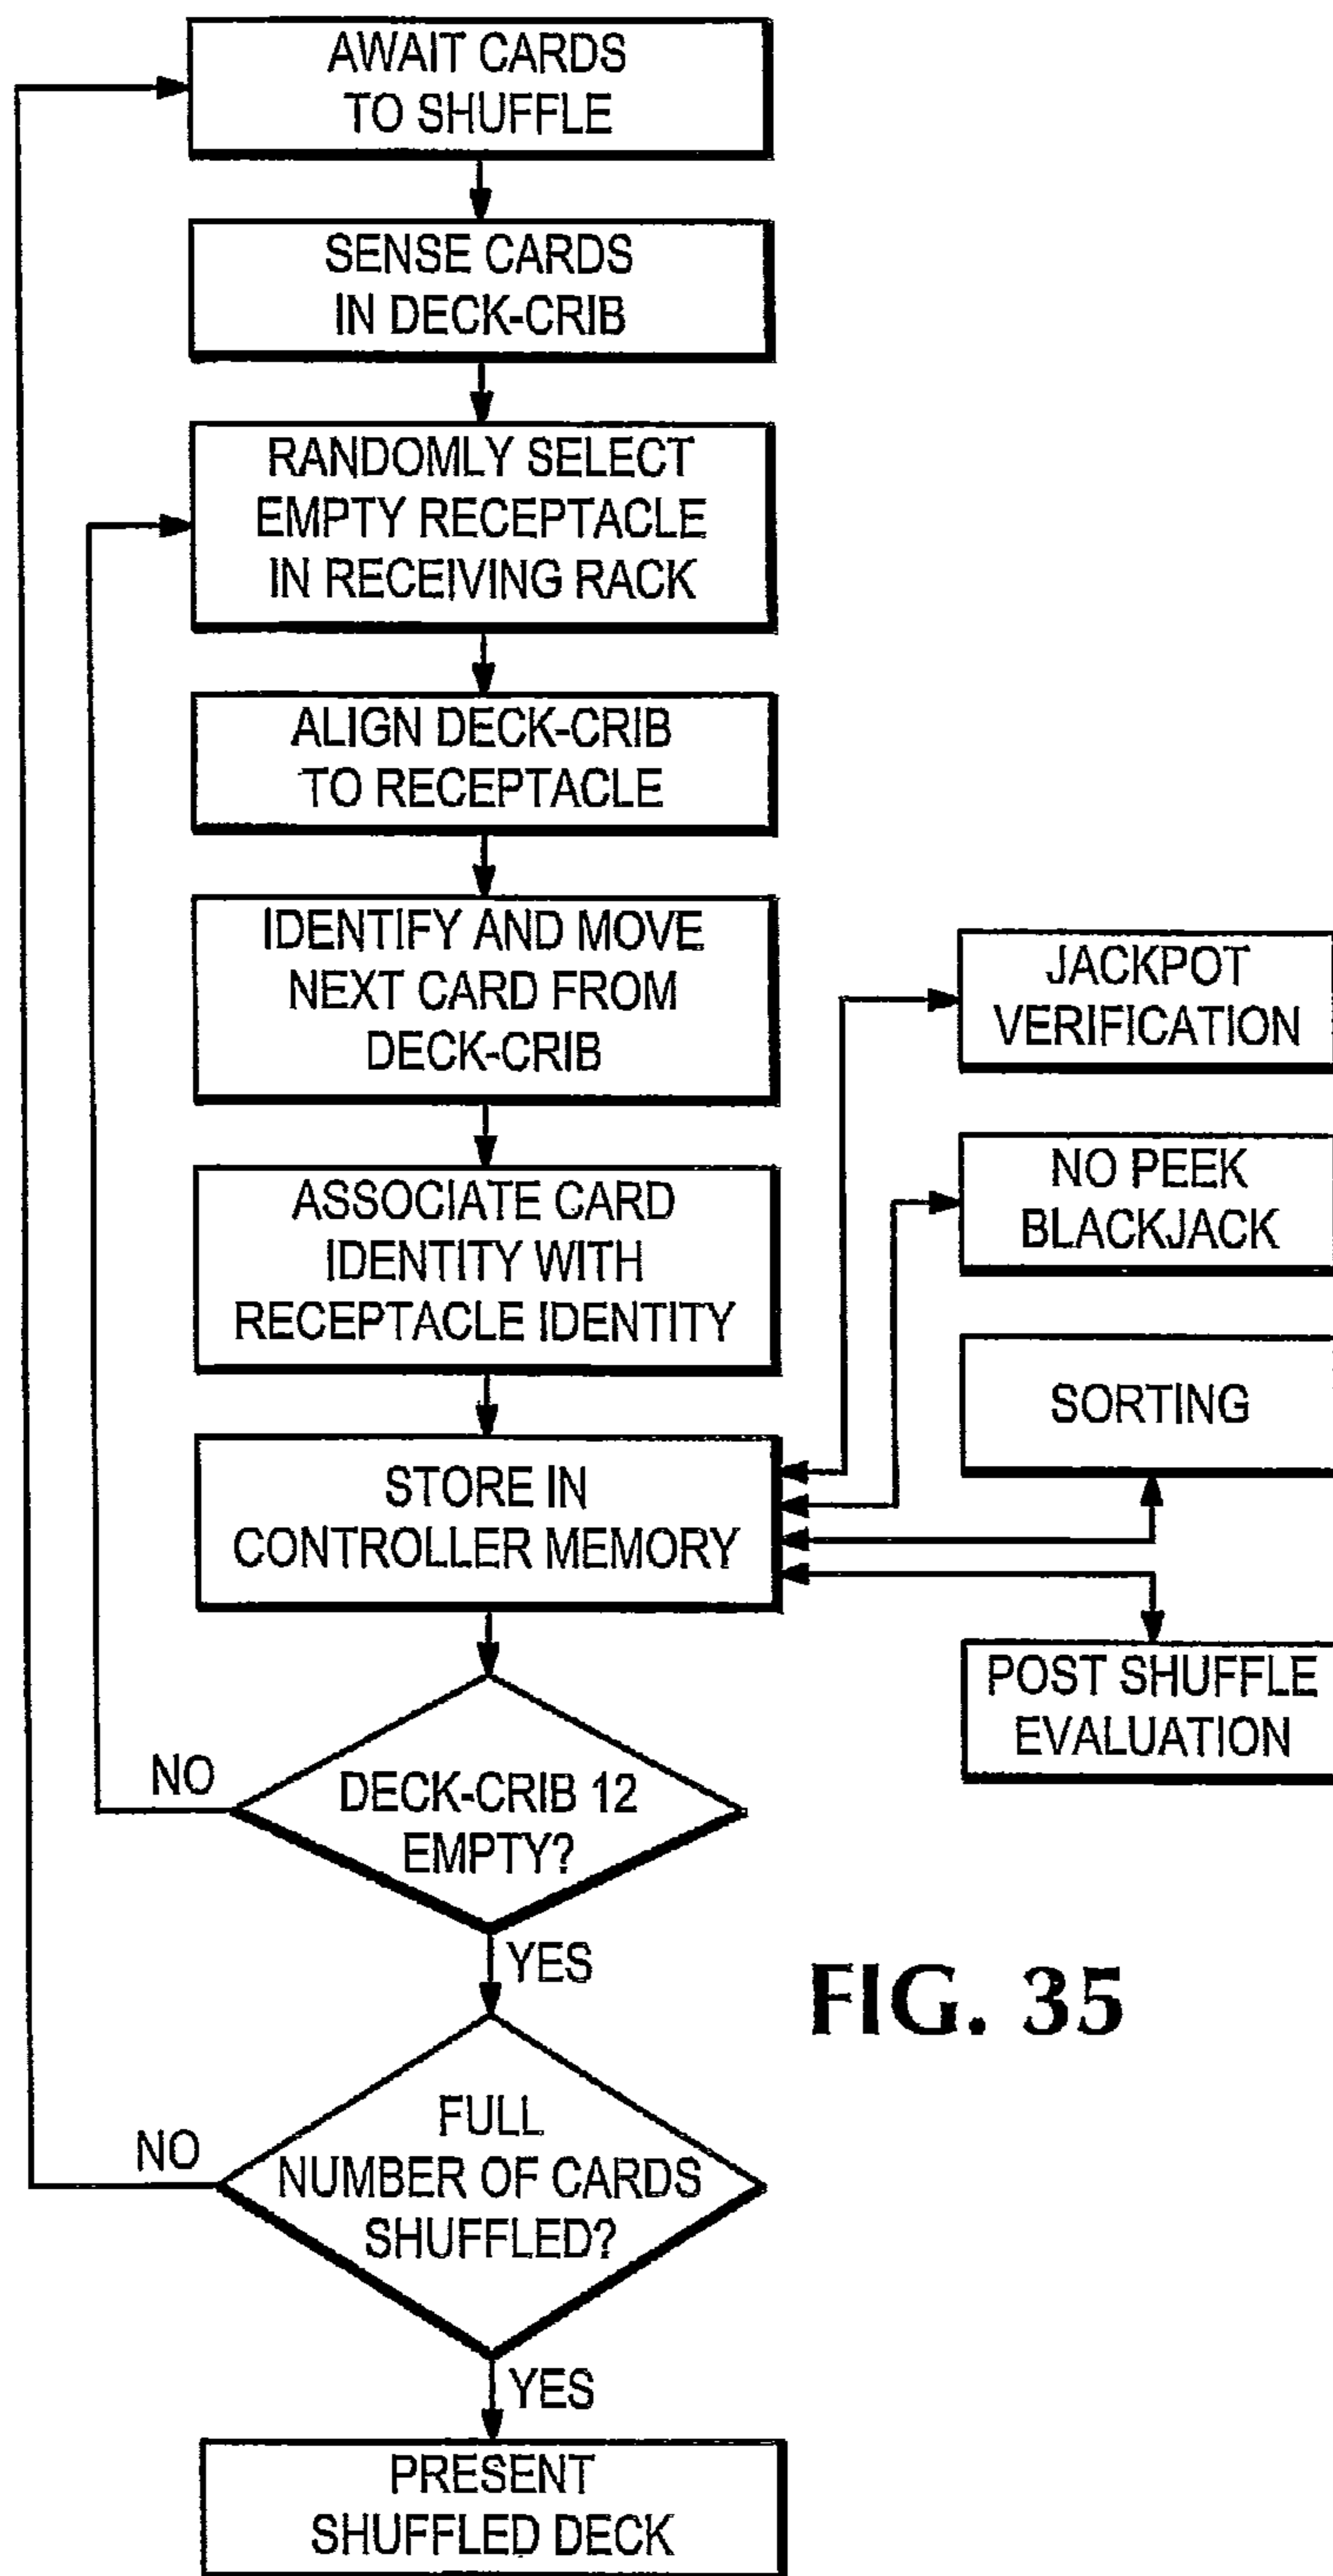 AWAIT CARDS
TO SHUFFLE
SENSE CARDS
IN DECK-CRIB
RANDOMLY SELECT
EMPTY RECEPTACLE
IN RECEIVING RACK
ALIGN DECK-CRIB
TO RECEPTACLE
IDENTIFY AND MOVE
NEXT CARD FROM
DECK-CRIB
ASSOCIATE CARD
IDENTITY WITH
RECEPTACLE IDENTITY
STORE IN
CONTROLLER MEMORY
JACKPOT
VERIFICATION
NO PEEK
BLACKJACK
SORTING
POST SHUFFLE
EVALUATION
NO
DECK-CRIB 12
EMPTY?
YES
FIG. 35
NO
FULL
NUMBER OF CARDS
SHUFFLED?
YES
PRESENT
SHUFFLED DECK